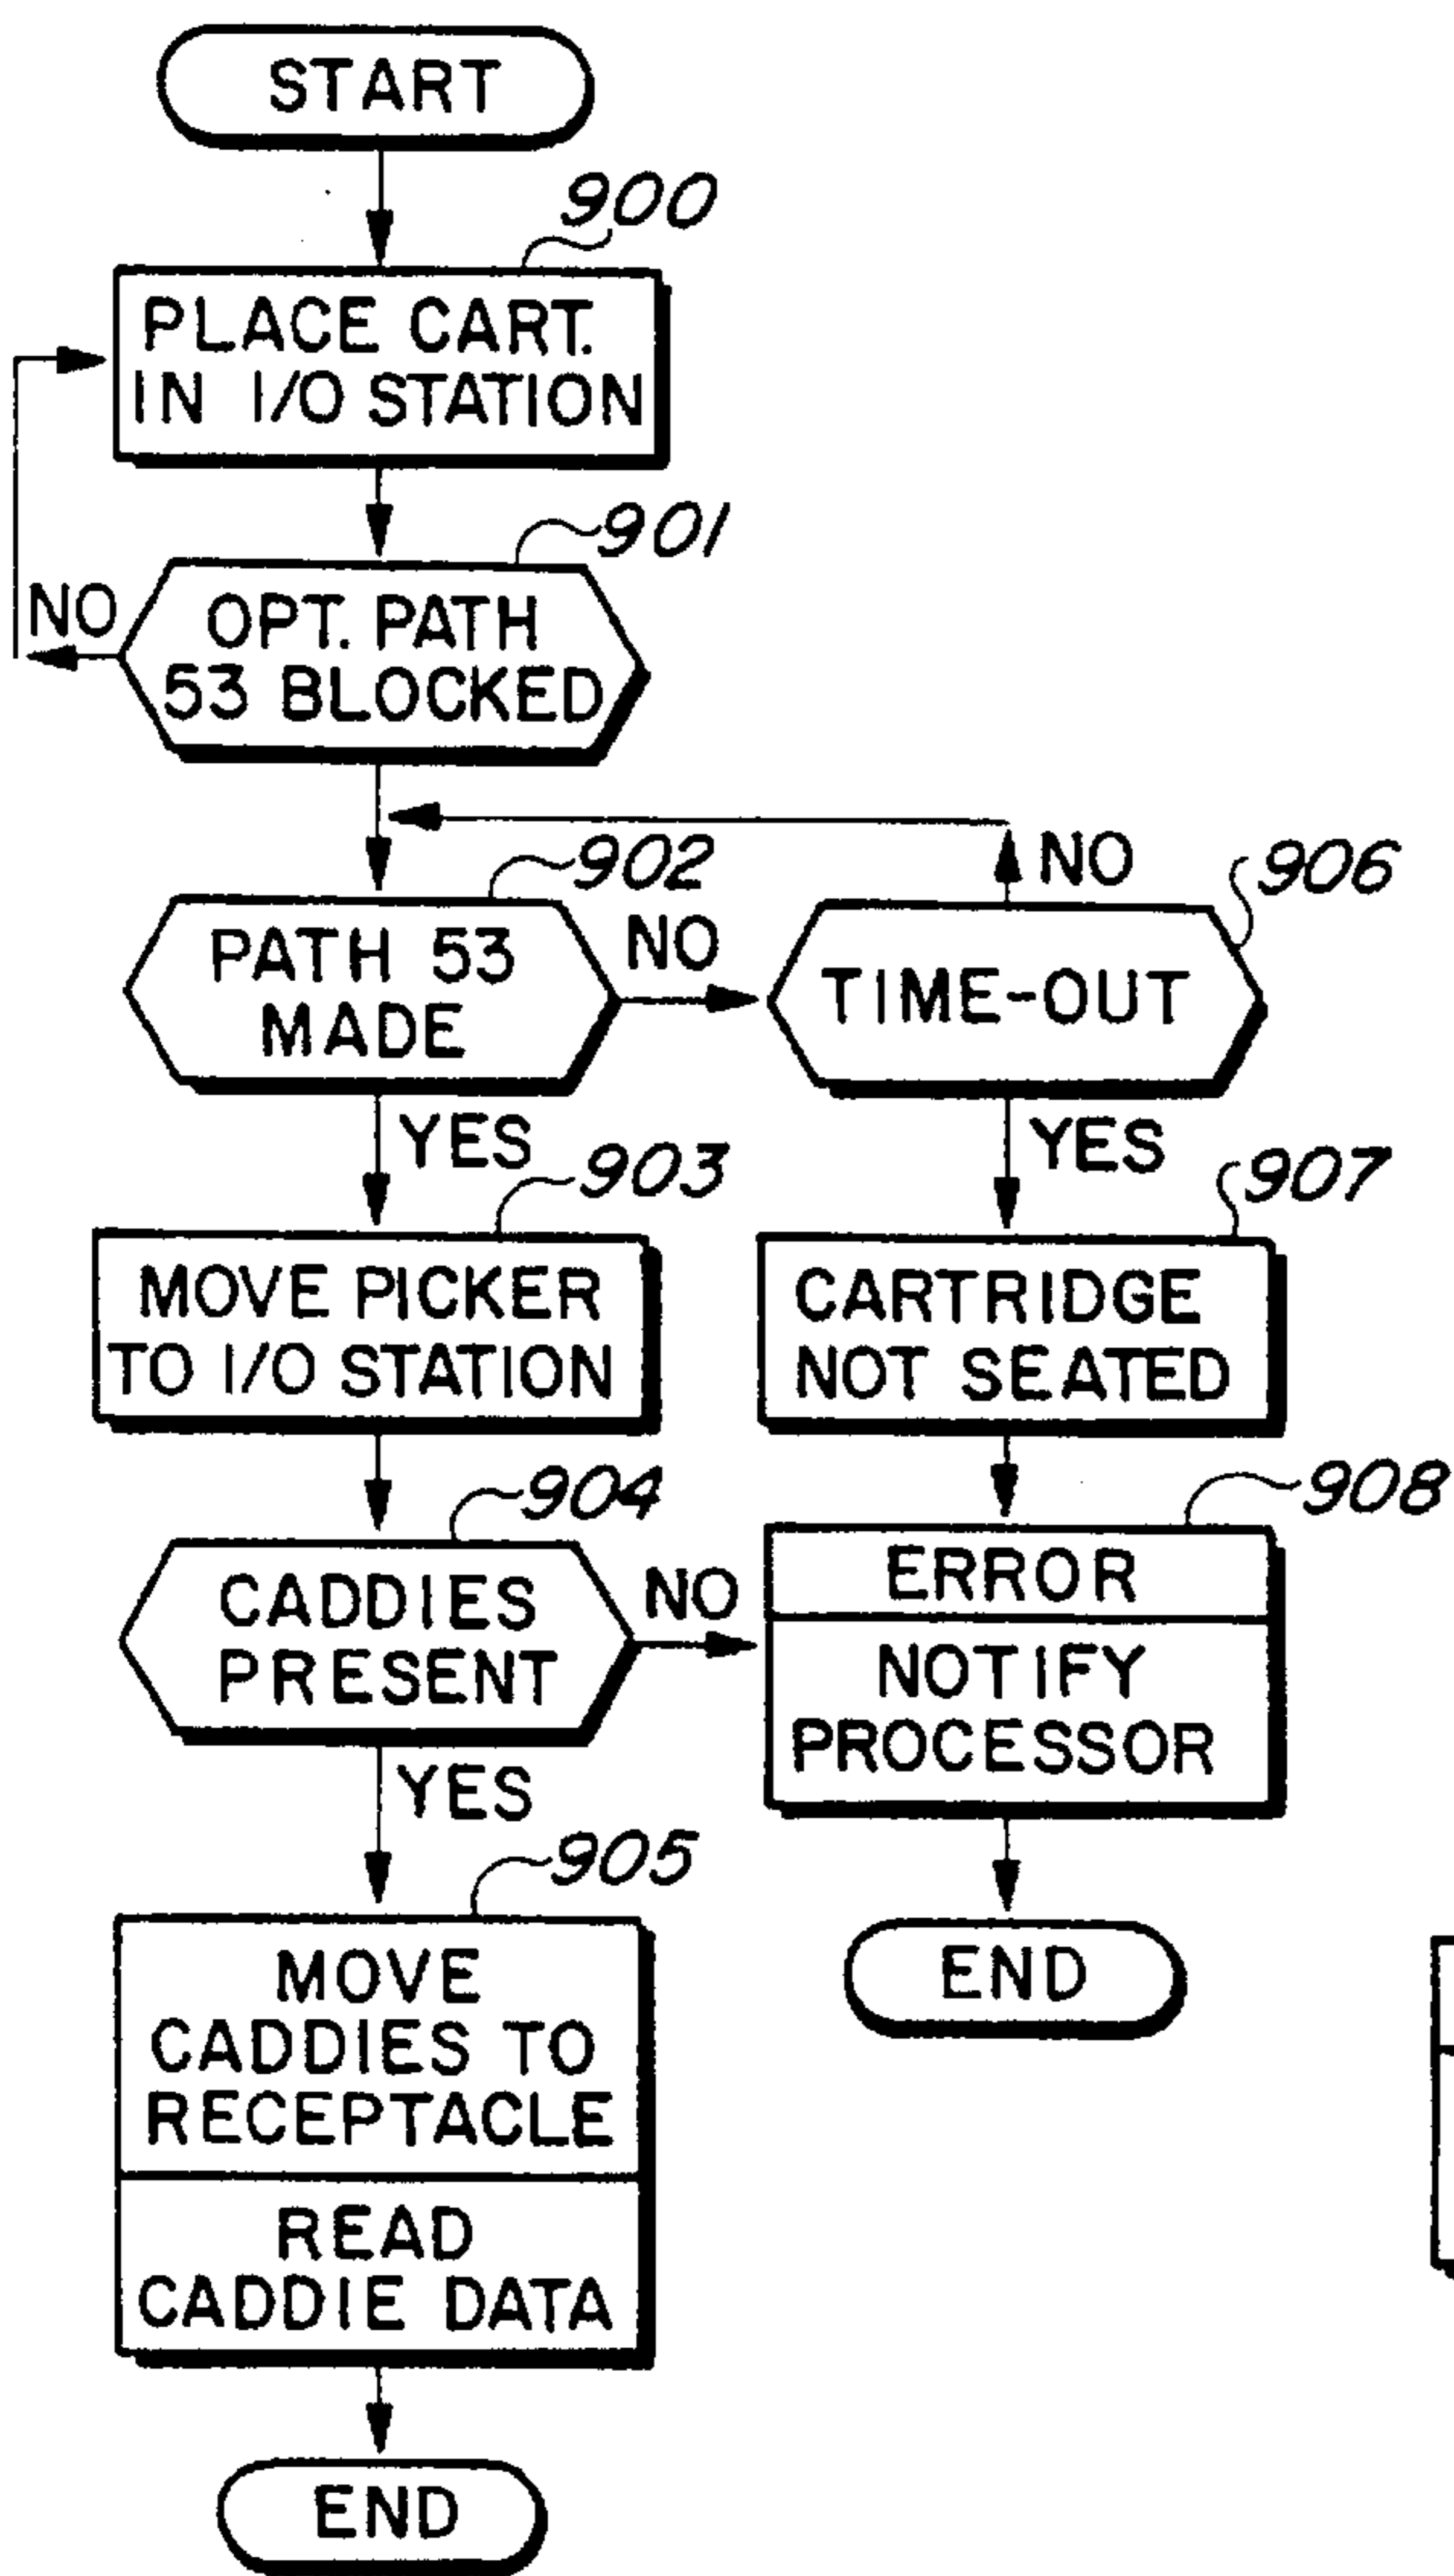 START
900
PLACE CART.
IN I/O STATION
901
NO
OPT. PATH
53 BLOCKED
902
NO
906
PATH 53
MADE
NO
TIME-OUT
YES
903
YES
907
MOVE PICKER
TO I/O STATION
CARTRIDGE
NOT SEATED
904
908
CADDIES
PRESENT
NO
ERROR
NOTIFY
PROCESSOR
YES
905
MOVE
CADDIES TO
RECEPTACLE
END
READ
CADDIE DATA
END